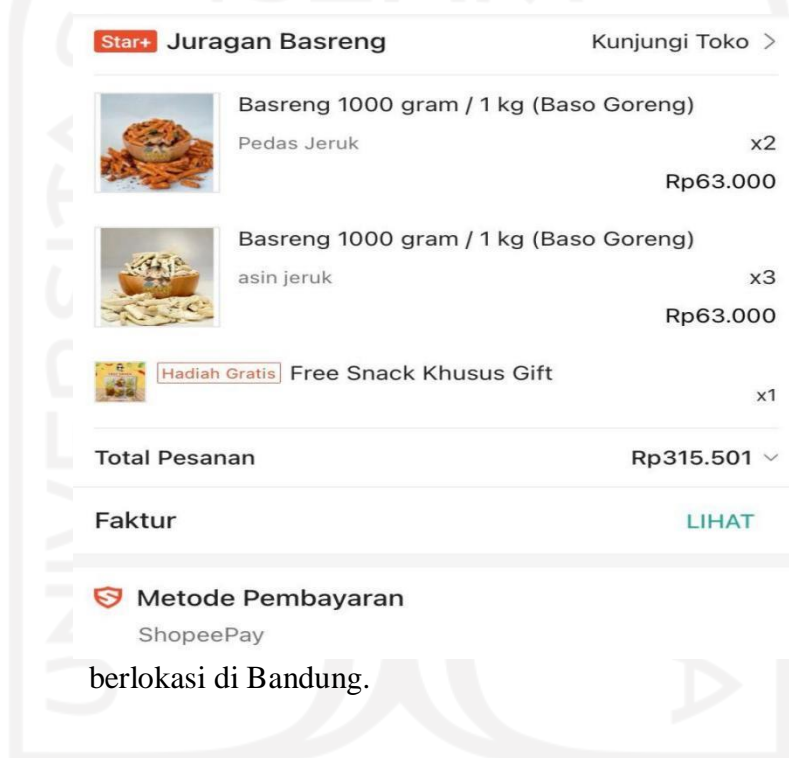 Star+ Juragan Basreng Kunjungi Toko >
Basreng 1000 gram / 1 kg (Baso Goreng)
Pedas Jeruk x2
Rp63.000
Basreng 1000 gram / 1 kg (Baso Goreng)
asin jeruk x3
Rp63.000
Hadiah Gratis Free Snack Khusus Gift
x1
Total Pesanan Rp315.501
Faktur LIHAT
Metode Pembayaran
ShopeePay
berlokasi di Bandung.